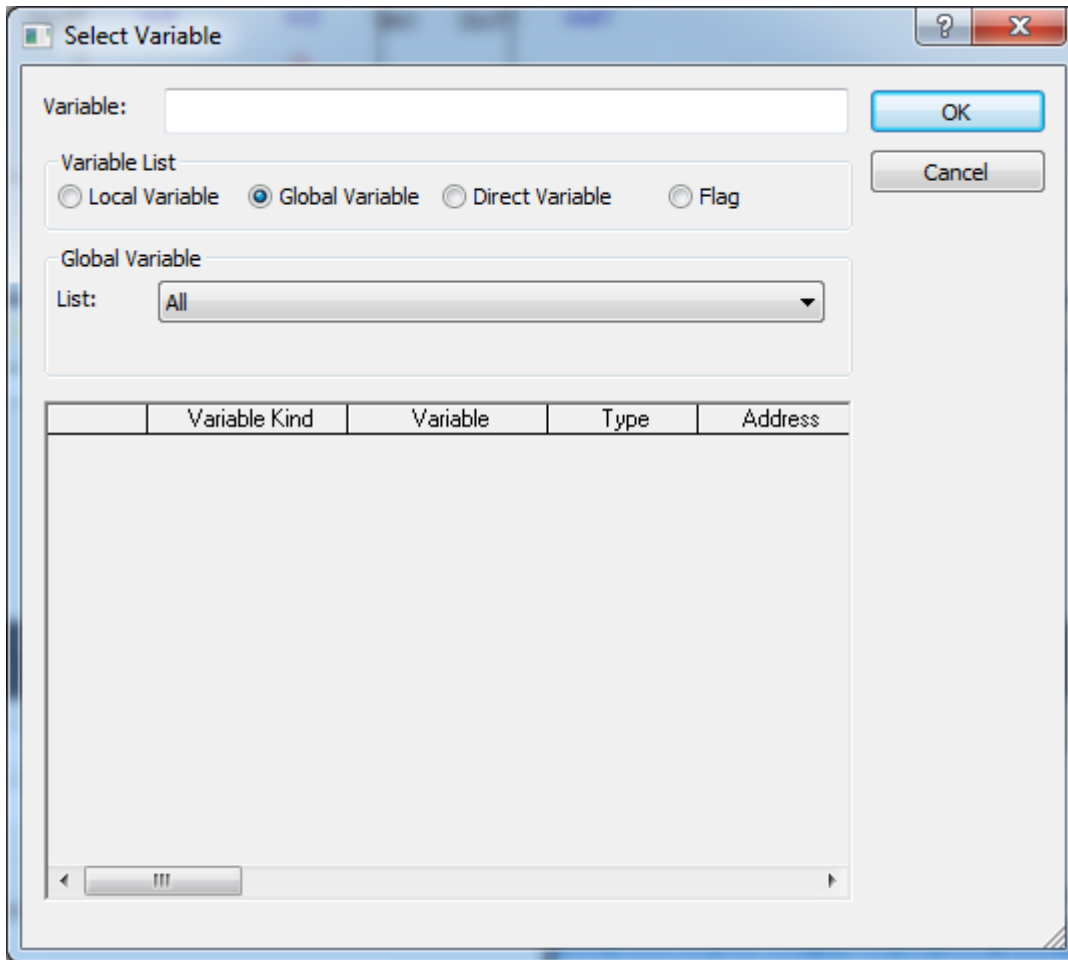 Select Variable
Variable:
OK
Variable List
Cancel
Local Variable Global Variable Direct Variable Flag
Global Variable
List: All
Variable Kind Variable Type Address